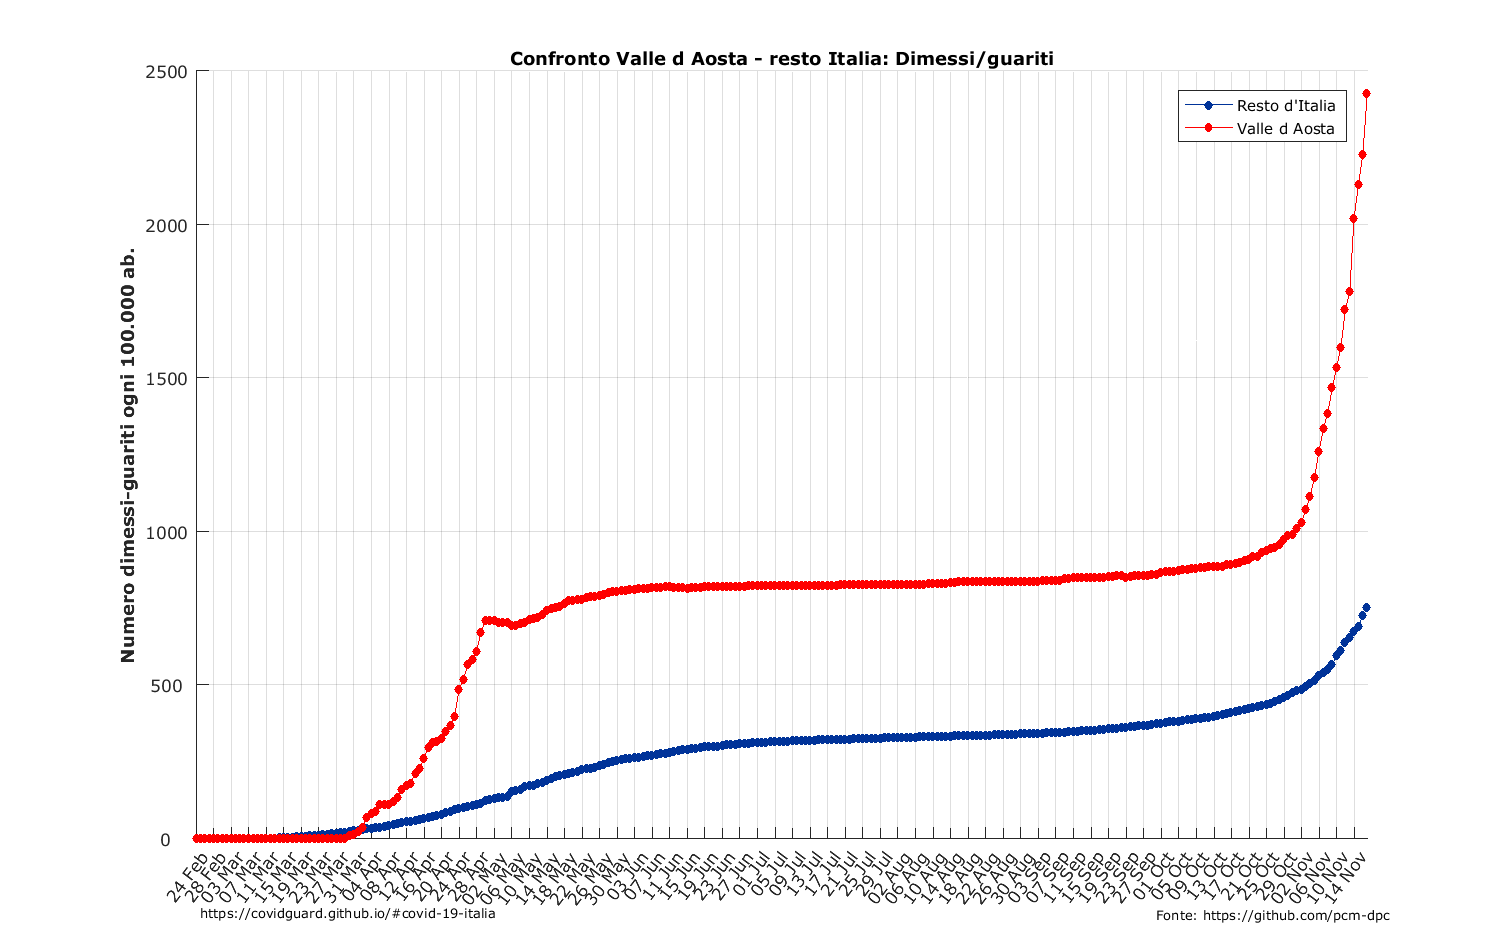 Confronto Valle d Aosta - resto Italia: Dimessi/guariti
Resto d'Italia
Valle d Aosta
Numero dimessi-guariti ogni 100.000 ab.
2500
2000
1500
1000
500
0
24 Feb
28 Feb
03 Mar
07 Mar
11 Mar
15 Mar
19 Mar
23 Mar
27 Mar
31 Mar
04 Apr
08 Apr
12 Apr
16 Apr
20 Apr
24 Apr
28 Apr
02 May
06 May
10 May
14 May
18 May
22 May
26 May
30 May
03 Jun
07 Jun
11 Jun
15 Jun
19 Jun
23 Jun
27 Jun
01 Jul
05 Jul
09 Jul
13 Jul
17 Jul
21 Jul
25 Jul
29 Jul
02 Aug
06 Aug
10 Aug
14 Aug
18 Aug
22 Aug
26 Aug
30 Aug
03 Sep
07 Sep
11 Sep
15 Sep
19 Sep
23 Sep
27 Sep
01 Oct
05 Oct
09 Oct
13 Oct
17 Oct
21 Oct
25 Oct
29 Oct
02 Nov
06 Nov
10 Nov
14 Nov
https://covidguard.github.io/#covid-19-italia
Fonte: https://github.com/pcm-dpc